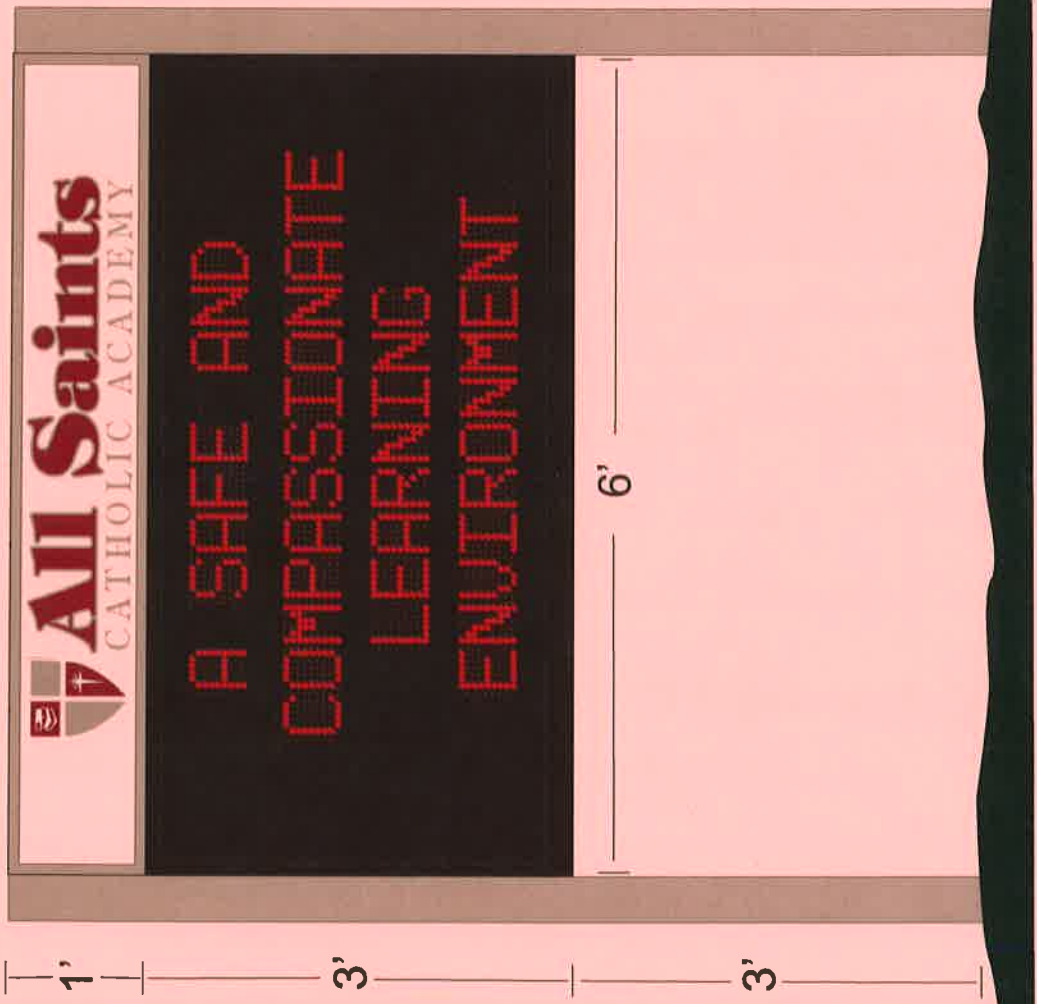 All Saints
CATHOLIC ACADEMY
A SAFE AND
COMPASSIONATE
LEARNING
ENVIRONMENT
6'
1'
3'
3'